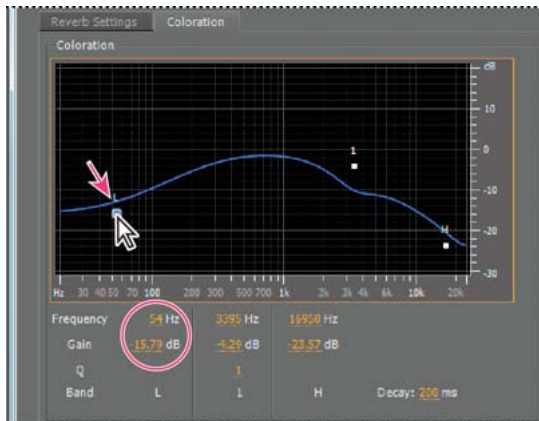 Reverb Settings Coloration
Coloration
dB
10
1
0
L
-10
H
-20
-30
Hz 30 40 50 70 100 200 300 500 700 1k 2k 3k 4k 6k 10k 20k
Frequency 54 Hz 3395 Hz 16950 Hz
Gain -15.79 dB -4.29 dB -23.57 dB
Q 1
Band L 1 H Decay: 200 ms